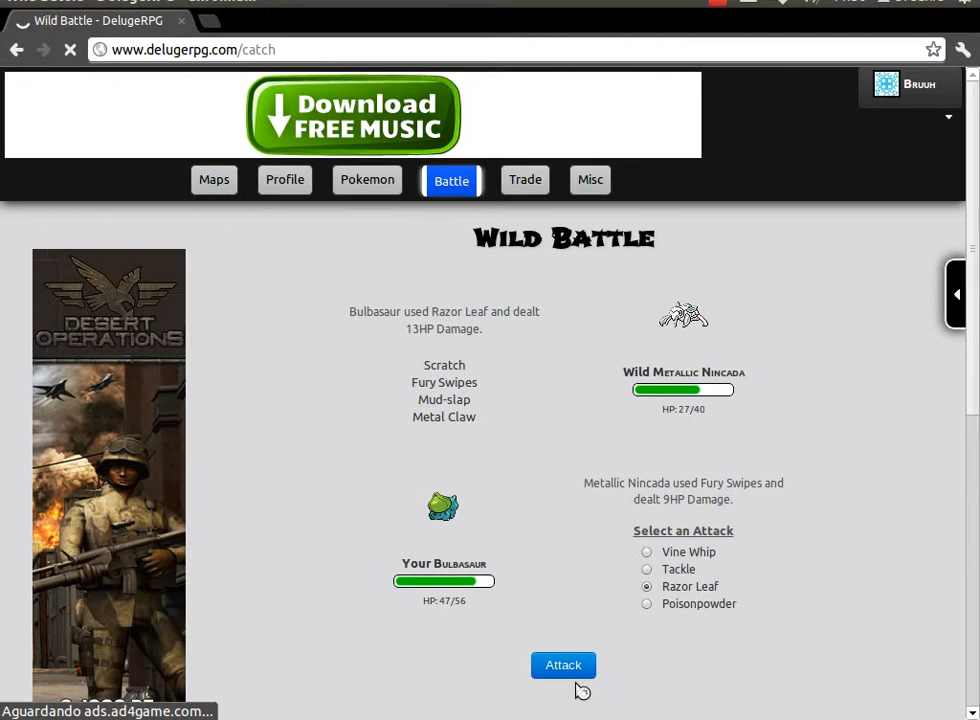 Wild Battle - DelugeRPG
www.delugerpg.com/catch
Download
FREE MUSIC
Bruuh
Maps
Profile
Pokemon
Battle
Trade
Misc
Wild Battle
DESERT
OPERATIONS
Bulbasaur used Razor Leaf and dealt
13HP Damage.
Scratch
Fury Swipes
Mud-slap
Metal Claw
Wild Metallic Nincada
HP: 27/40
Metallic Nincada used Fury Swipes and
dealt 9HP Damage.
Select an Attack
Vine Whip
Tackle
Razor Leaf
Poisonpowder
Your Bulbasaur
HP: 47/56
Attack
Aguardando ads.ad4game.com...